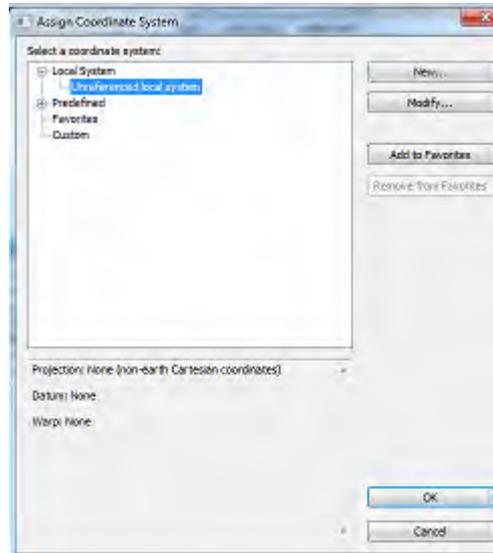 Assign Coordinate System
Select a coordinate system:
Local System
Unreferenced local system
Predefined
Favorites
Custom
New...
Modify...
Add to Favorites
Remove from Favorites
Projection: None (non-earth Cartesian coordinates)
Datum: None
Warp: None
OK
Cancel